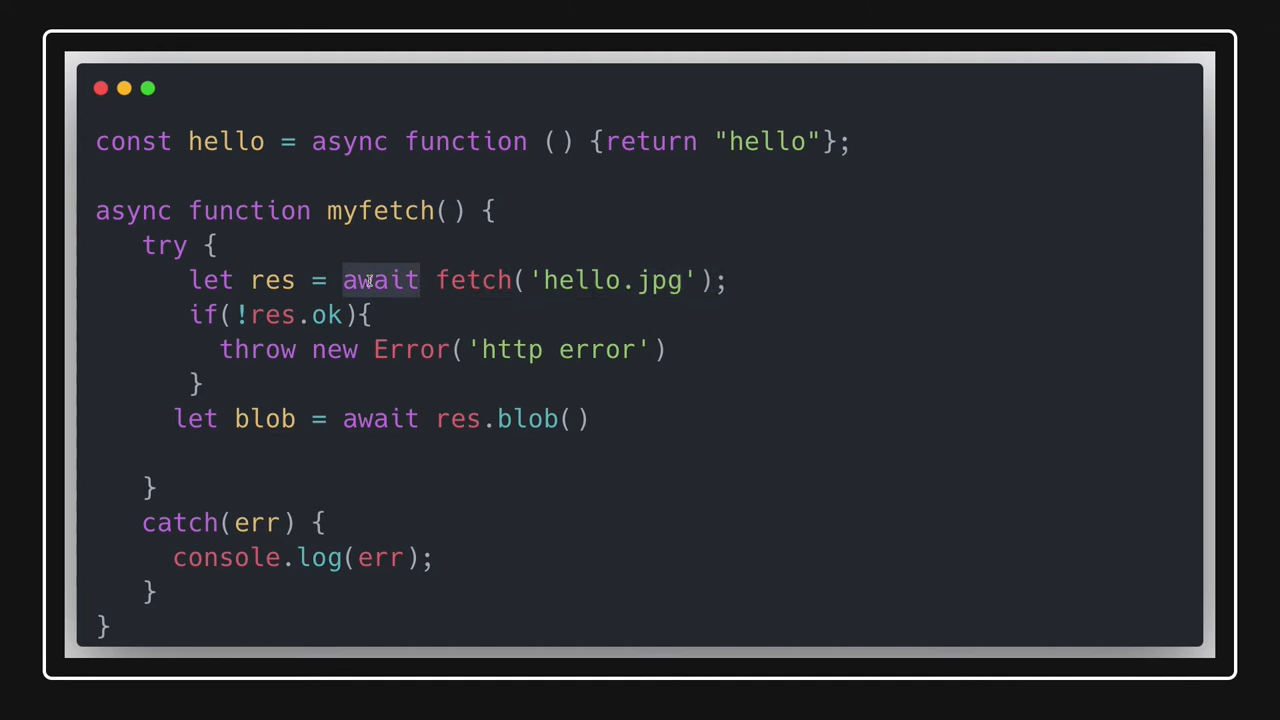 const hello = async function () {return "hello"};
async function myfetch() {
try {
let res = await fetch('hello.jpg');
if(!res.ok){
throw new Error('http error')
}
let blob = await res.blob()
}
catch(err) {
console.log(err);
}
}